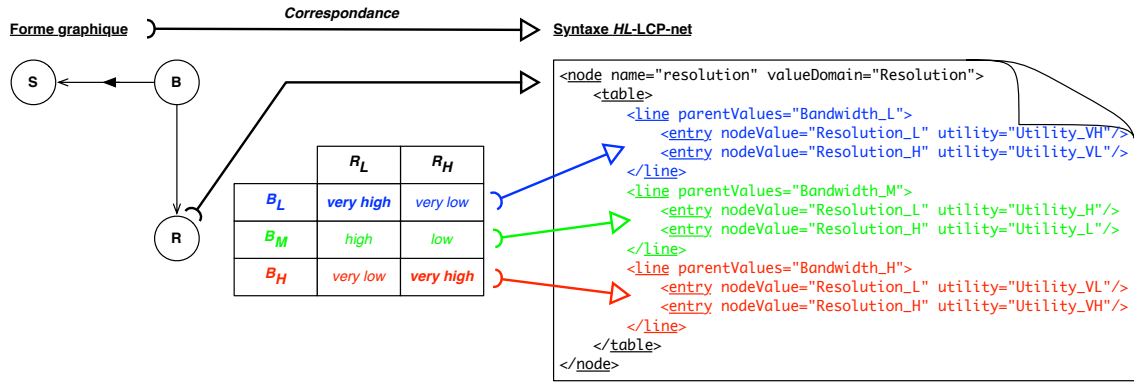 Correspondance
Forme graphique
Syntaxe HL-LCP-net
S
B
R
R_L R_H
B_L very high very low
B_M high low
B_H very low very high
<node name="resolution" valueDomain="Resolution">
<table>
<line parentValues="Bandwidth_L">
<entry nodeValue="Resolution_L" utility="Utility_VH"/>
<entry nodeValue="Resolution_H" utility="Utility_VL"/>
</line>
<line parentValues="Bandwidth_M">
<entry nodeValue="Resolution_L" utility="Utility_H"/>
<entry nodeValue="Resolution_H" utility="Utility_L"/>
</line>
<line parentValues="Bandwidth_H">
<entry nodeValue="Resolution_L" utility="Utility_VL"/>
<entry nodeValue="Resolution_H" utility="Utility_VH"/>
</line>
</table>
</node>